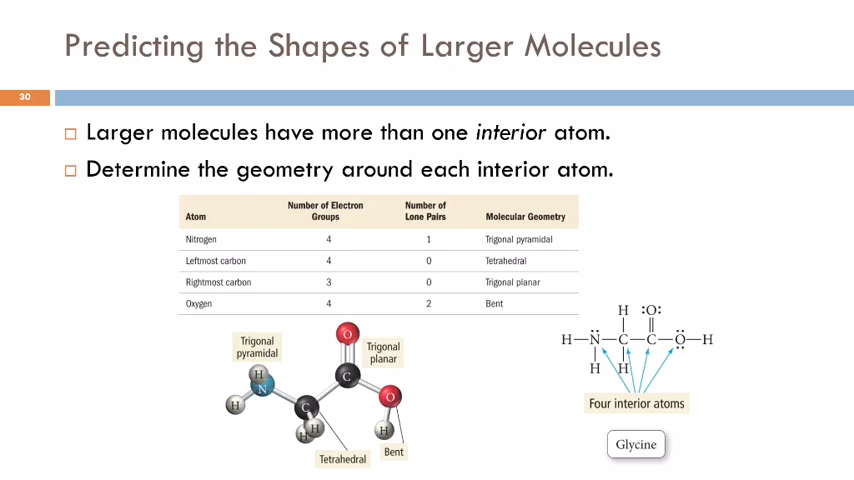 Predicting the Shapes of Larger Molecules
30
Larger molecules have more than one interior atom.
Determine the geometry around each interior atom.
Atom Number of Electron Groups Number of Lone Pairs Molecular Geometry
Nitrogen 4 1 Trigonal pyramidal
Leftmost carbon 4 0 Tetrahedral
Rightmost carbon 3 0 Trigonal planar
Oxygen 4 2 Bent
Trigonal
pyramidal
O
Trigonal
planar
H
N
C
H
C
O
H
H
H
Tetrahedral
Bent
H :O:
H—N—C—C—O—H
H H
Four interior atoms
Glycine